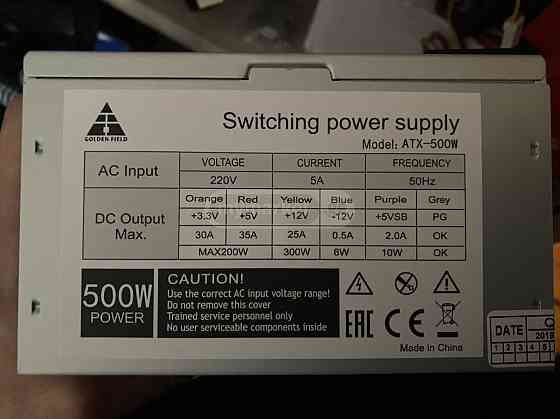 GOLDEN FIELD
Switching power supply
Model: ATX-500W
AC Input
VOLTAGE CURRENT FREQUENCY
220V 5A 50Hz
DC Output
Max.
Orange Red Yellow Blue Purple Grey
+3.3V +5V +12V -12V +5VSB PG
30A 35A 25A 0.5A 2.0A OK
MAX200W 300W 6W 10W OK
500W
POWER
CAUTION!
Use the correct AC input voltage range!
Do not remove this cover
Trained service personnel only
No user serviceable components inside
EAC CE
Made in China
DATE
1 2 3 4 5